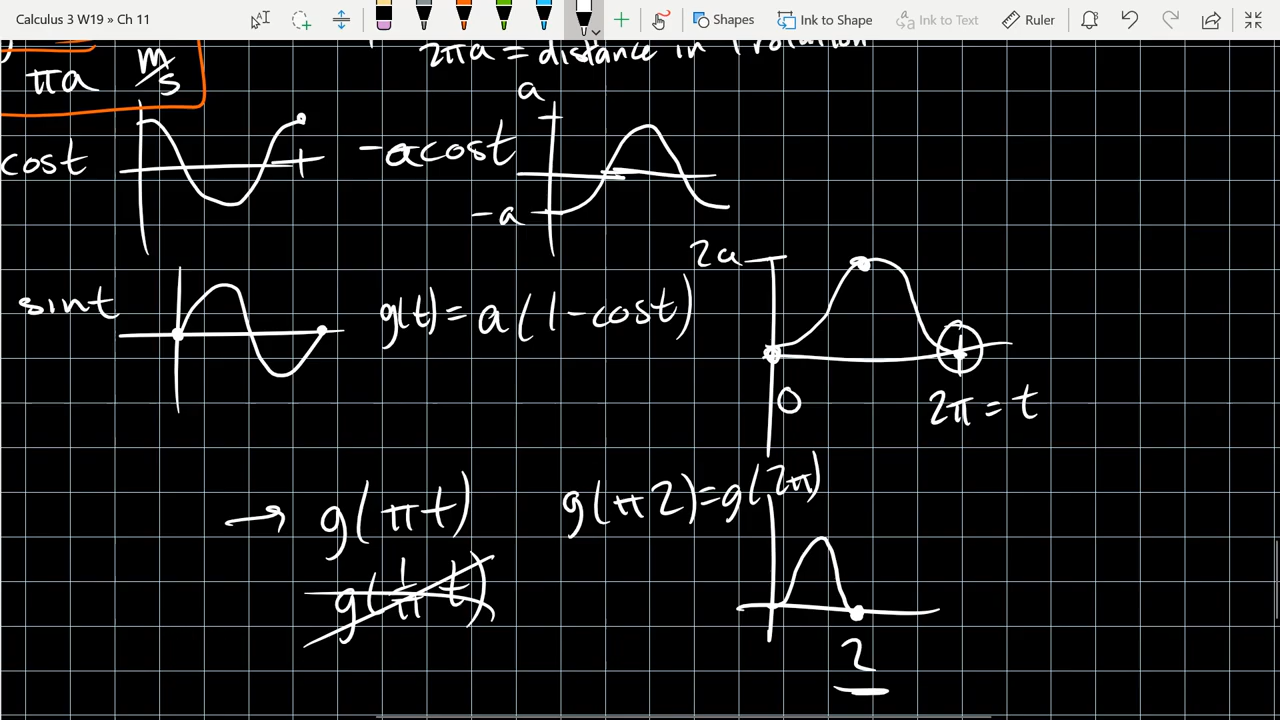 Calculus 3 W19 » Ch 11
Shapes
Ink to Shape
Ink to Text
Ruler
2πa = distance in 1 rotation
πa m/s
cost
-acost
a
-a
sint
g(t) = a(1-cost)
2a
0
2π = t
→ g(πt)
g(π2)=g(2π)
g(1/π t)
2